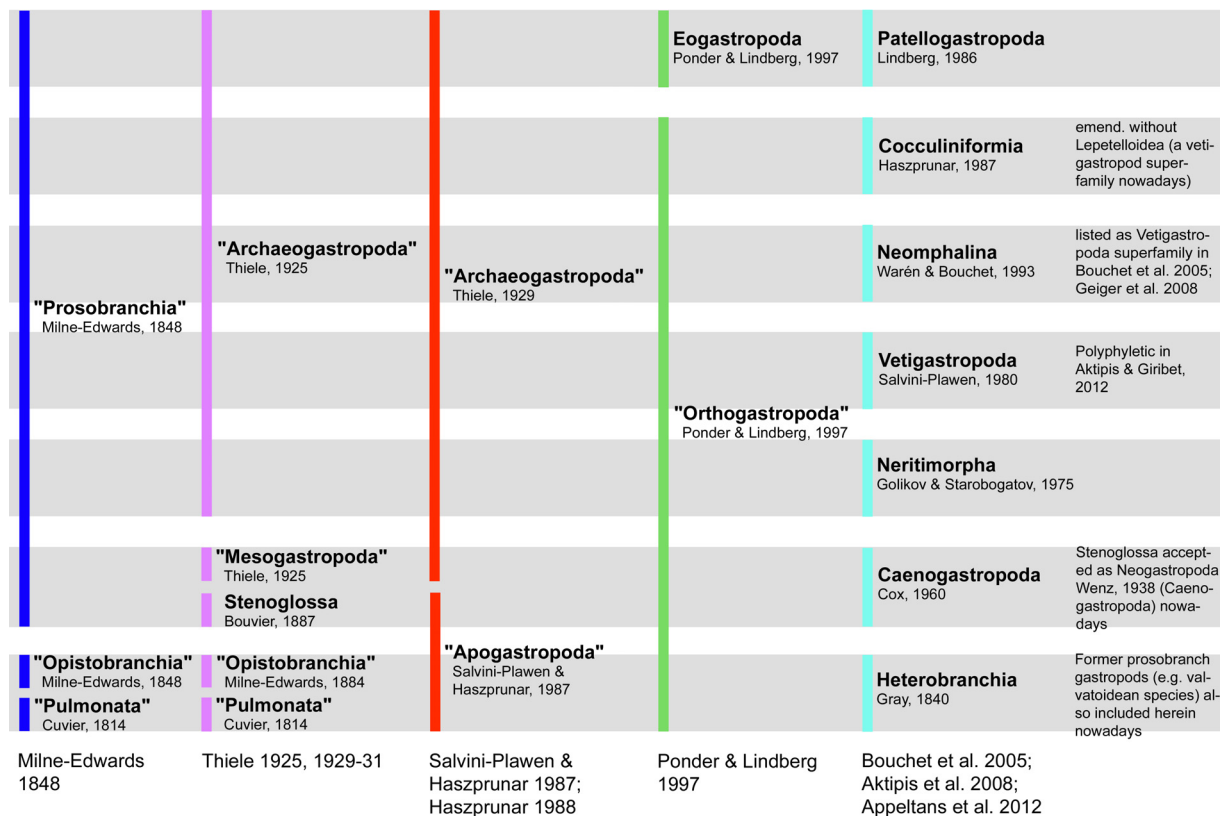 "Prosobranchia"
Milne-Edwards, 1848
"Opistobranchia"
Milne-Edwards, 1848
"Pulmonata"
Cuvier, 1814
Milne-Edwards
1848
"Archaeogastropoda"
Thiele, 1925
"Mesogastropoda"
Thiele, 1925
Stenoglossa
Bouvier, 1887
"Opistobranchia"
Milne-Edwards, 1884
"Pulmonata"
Cuvier, 1814
Thiele 1925, 1929-31
"Archaeogastropoda"
Thiele, 1929
"Apogastropoda"
Salvini-Plawen &
Haszprunar, 1987
Salvini-Plawen &
Haszprunar 1987;
Haszprunar 1988
Eogastropoda
Ponder & Lindberg, 1997
"Orthogastropoda"
Ponder & Lindberg, 1997
Ponder & Lindberg
1997
Patellogastropoda
Lindberg, 1986
Cocculiniformia
Haszprunar, 1987
emend. without
Lepetelloidea (a veti-
gastropod super-
family nowadays)
Neomphalina
Warén & Bouchet, 1993
listed as Vetigastro-
poda superfamily in
Bouchet et al. 2005;
Geiger et al. 2008
Vetigastropoda
Salvini-Plawen, 1980
Polyphyletic in
Aktipis & Giribet,
2012
Neritimorpha
Golikov & Starobogatov, 1975
Caenogastropoda
Cox, 1960
Stenoglossa accept-
ed as Neogastropoda
Wenz, 1938 (Caeno-
gastropoda) nowa-
days
Heterobranchia
Gray, 1840
Former prosobranch
gastropods (e.g. val-
vatoidean species) al-
so included herein
nowadays
Bouchet et al. 2005;
Aktipis et al. 2008;
Appeltans et al. 2012